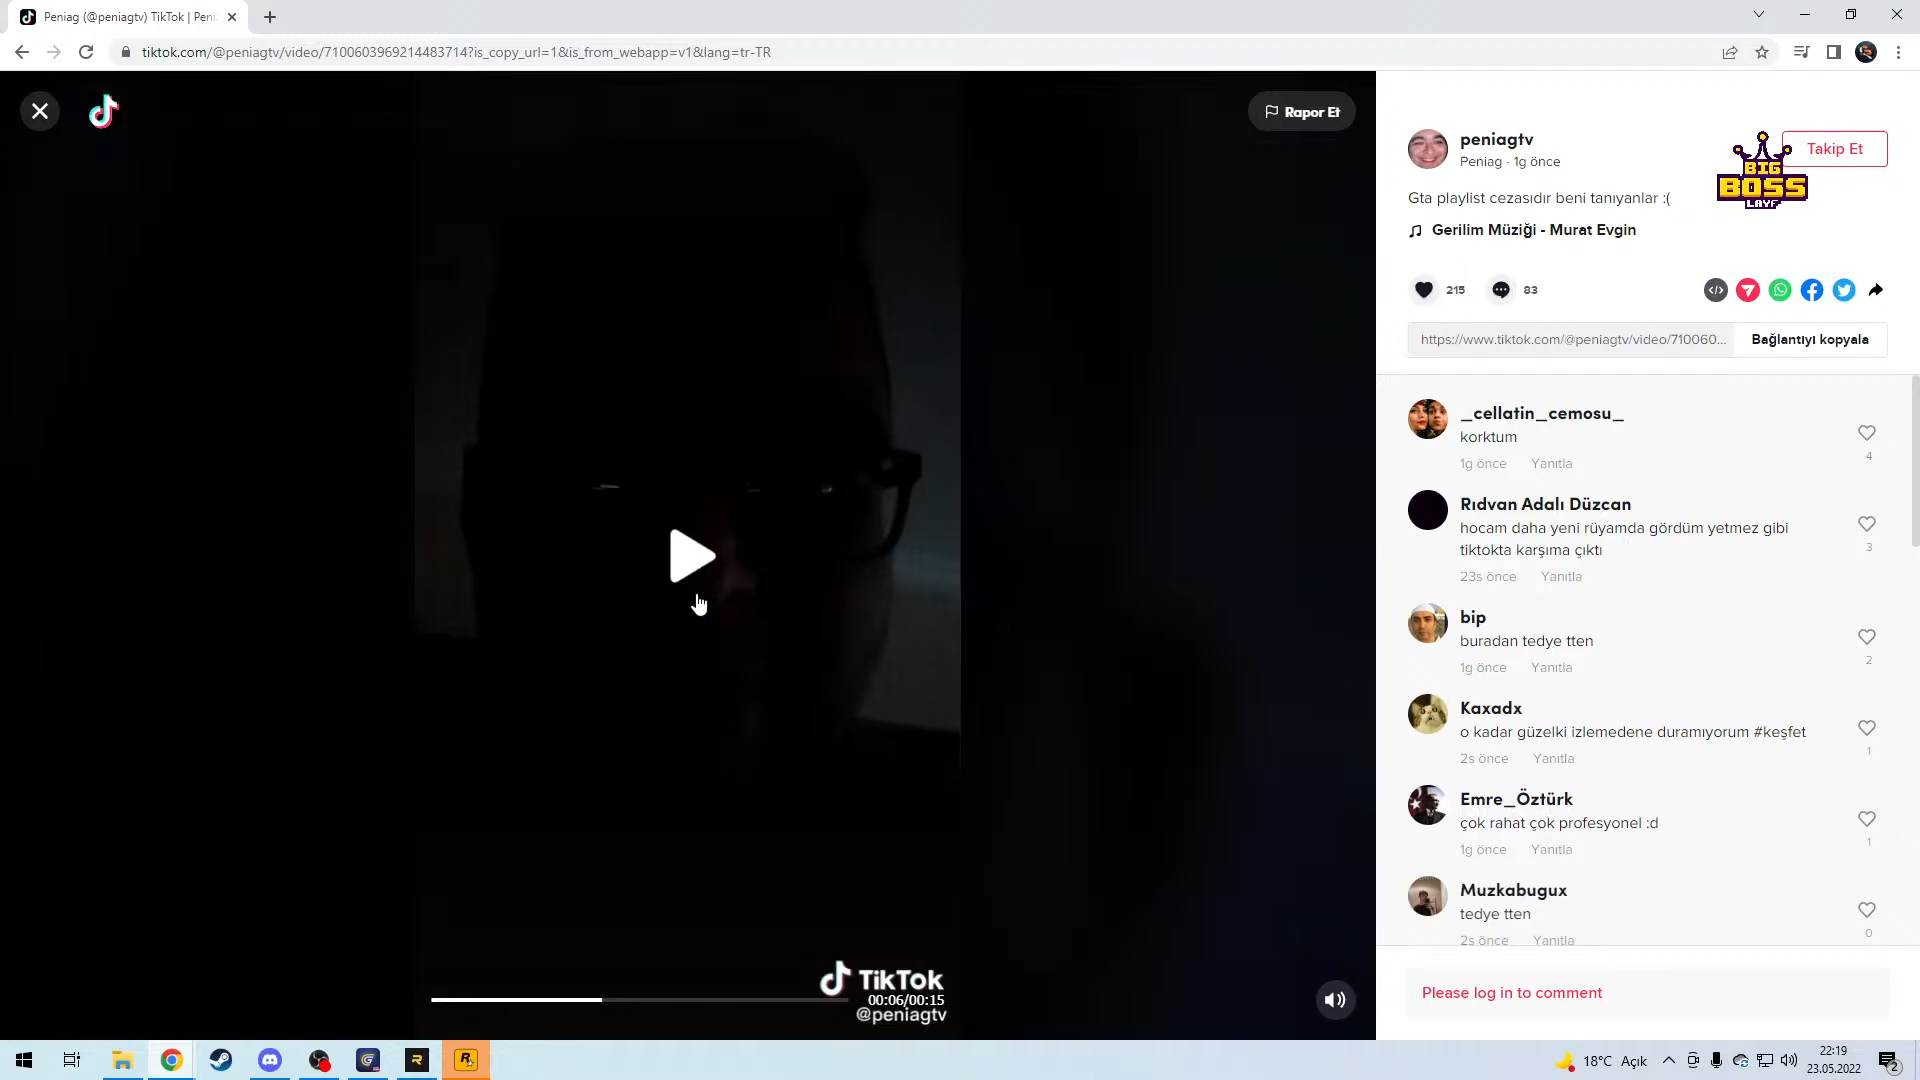 Peniag (@peniagtv) TikTok | Peni
tiktok.com/@peniagtv/video/7100603969214483714?is_copy_url=1&is_from_webapp=v1&lang=tr-TR
Rapor Et
peniagtv
Peniag · 1g önce
Takip Et
BIG
BOSS
LAYF
Gta playlist cezasıdır beni tanıyanlar :(
Gerilim Müziği - Murat Evgin
215
83
https://www.tiktok.com/@peniagtv/video/710060...
Bağlantıyı kopyala
_cellatin_cemosu_
korktum
1g önce Yanıtla
4
Rıdvan Adalı Düzcan
hocam daha yeni rüyamda gördüm yetmez gibi
tiktokta karşıma çıktı
23s önce Yanıtla
3
bip
buradan tedye tten
1g önce Yanıtla
2
Kaxadx
o kadar güzelki izlemedene duramıyorum #keşfet
2s önce Yanıtla
1
Emre_Öztürk
çok rahat çok profesyonel :d
1g önce Yanıtla
1
Muzkabugux
tedye tten
2s önce Yanıtla
0
Please log in to comment
TikTok
00:06/00:15
@peniagtv
18°C Açık
22:19
23.05.2022
2